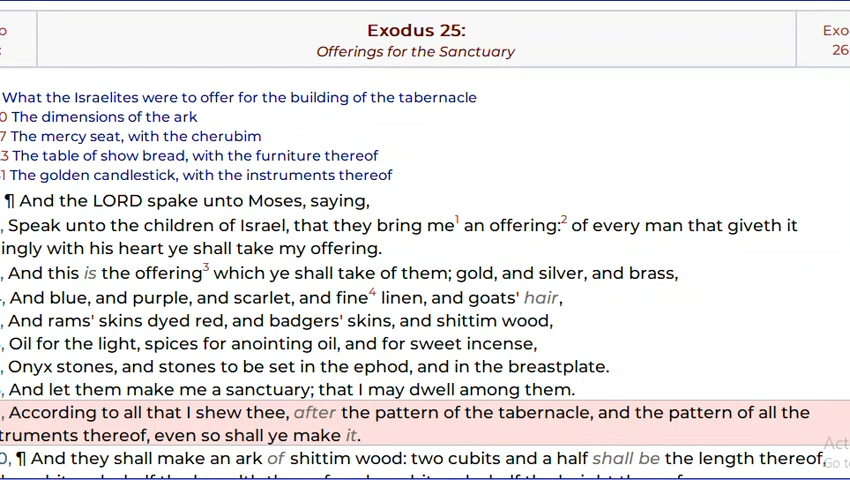 o
Exodus 25:
Exo
:
Offerings for the Sanctuary
26
What the Israelites were to offer for the building of the tabernacle
0 The dimensions of the ark
7 The mercy seat, with the cherubim
3 The table of show bread, with the furniture thereof
1 The golden candlestick, with the instruments thereof
¶ And the LORD spake unto Moses, saying,
, Speak unto the children of Israel, that they bring me1 an offering:2 of every man that giveth it
ingly with his heart ye shall take my offering.
, And this is the offering3 which ye shall take of them; gold, and silver, and brass,
, And blue, and purple, and scarlet, and fine4 linen, and goats' hair,
, And rams' skins dyed red, and badgers' skins, and shittim wood,
, Oil for the light, spices for anointing oil, and for sweet incense,
, Onyx stones, and stones to be set in the ephod, and in the breastplate.
, And let them make me a sanctuary; that I may dwell among them.
, According to all that I shew thee, after the pattern of the tabernacle, and the pattern of all the
truments thereof, even so shall ye make it.
Act
0, ¶ And they shall make an ark of shittim wood: two cubits and a half shall be the length thereof,
Go to